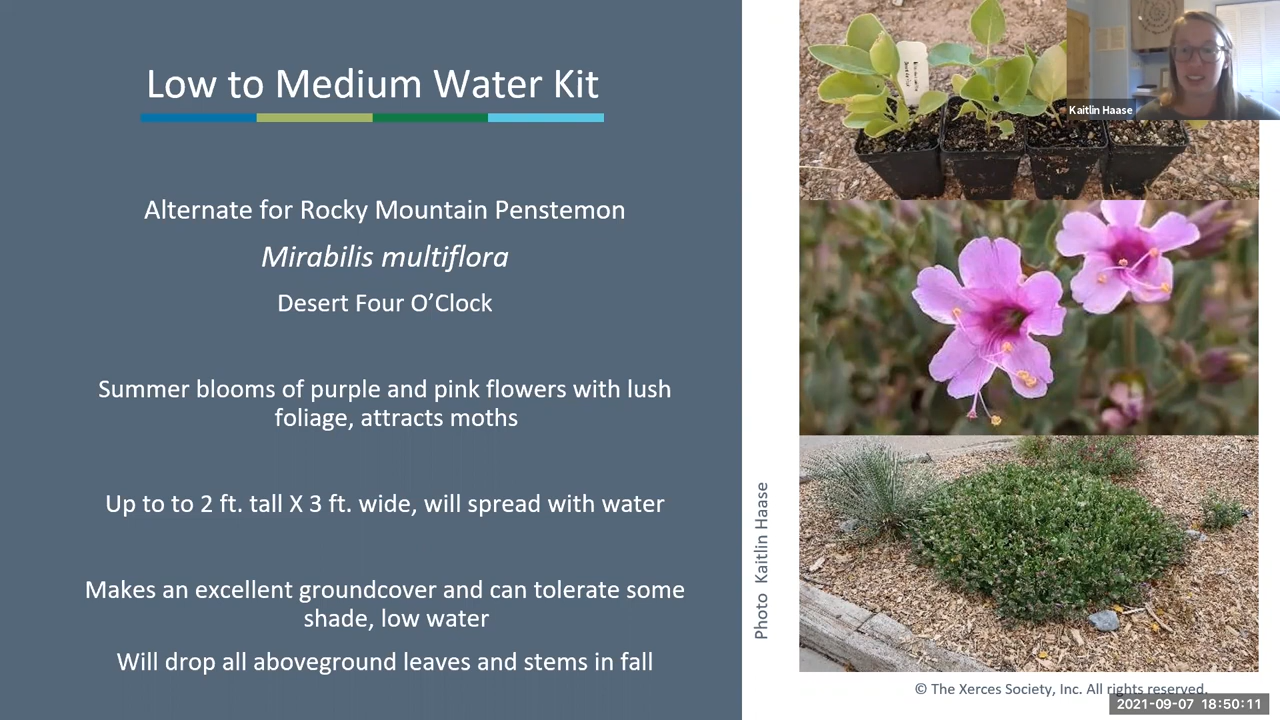 Low to Medium Water Kit
Alternate for Rocky Mountain Penstemon
Mirabilis multiflora
Desert Four O’Clock
Summer blooms of purple and pink flowers with lush
foliage, attracts moths
Up to to 2 ft. tall X 3 ft. wide, will spread with water
Makes an excellent groundcover and can tolerate some
shade, low water
Will drop all aboveground leaves and stems in fall
Photo Kaitlin Haase
Kaitlin Haase
© The Xerces Society, Inc. All rights reserved.
2021-09-07 18:50:11